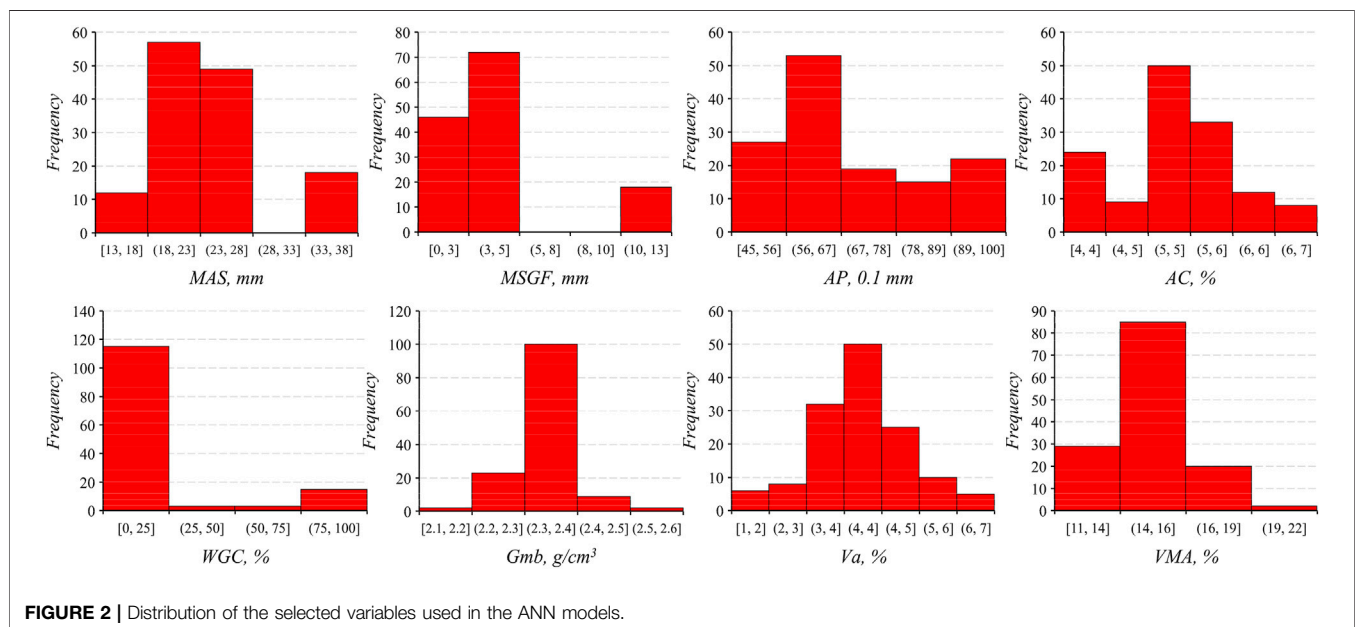 60
50
40
30
20
10
0
Frequency
[13, 18] (18, 23] (23, 28] (28, 33] (33, 38]
MAS, mm
80
70
60
50
40
30
20
10
0
Frequency
[0, 3] (3, 5] (5, 8] (8, 10] (10, 13]
MSGF, mm
60
50
40
30
20
10
0
Frequency
[45, 56] (56, 67] (67, 78] (78, 89] (89, 100]
AP, 0.1 mm
60
50
40
30
20
10
0
Frequency
[4, 4] (4, 5] (5, 5] (5, 6] (6, 6] (6, 7]
AC, %
140
120
100
80
60
40
20
0
Frequency
[0, 25] (25, 50] (50, 75] (75, 100]
WGC, %
120
100
80
60
40
20
0
Frequency
[2.1, 2.2] (2.2, 2.3] (2.3, 2.4] (2.4, 2.5] (2.5, 2.6]
Gmb, g/cm³
60
50
40
30
20
10
0
Frequency
[1, 2] (2, 3] (3, 4] (4, 4] (4, 5] (5, 6] (6, 7]
Va, %
90
80
70
60
50
40
30
20
10
0
Frequency
[11, 14] (14, 16] (16, 19] (19, 22]
VMA, %
FIGURE 2 | Distribution of the selected variables used in the ANN models.